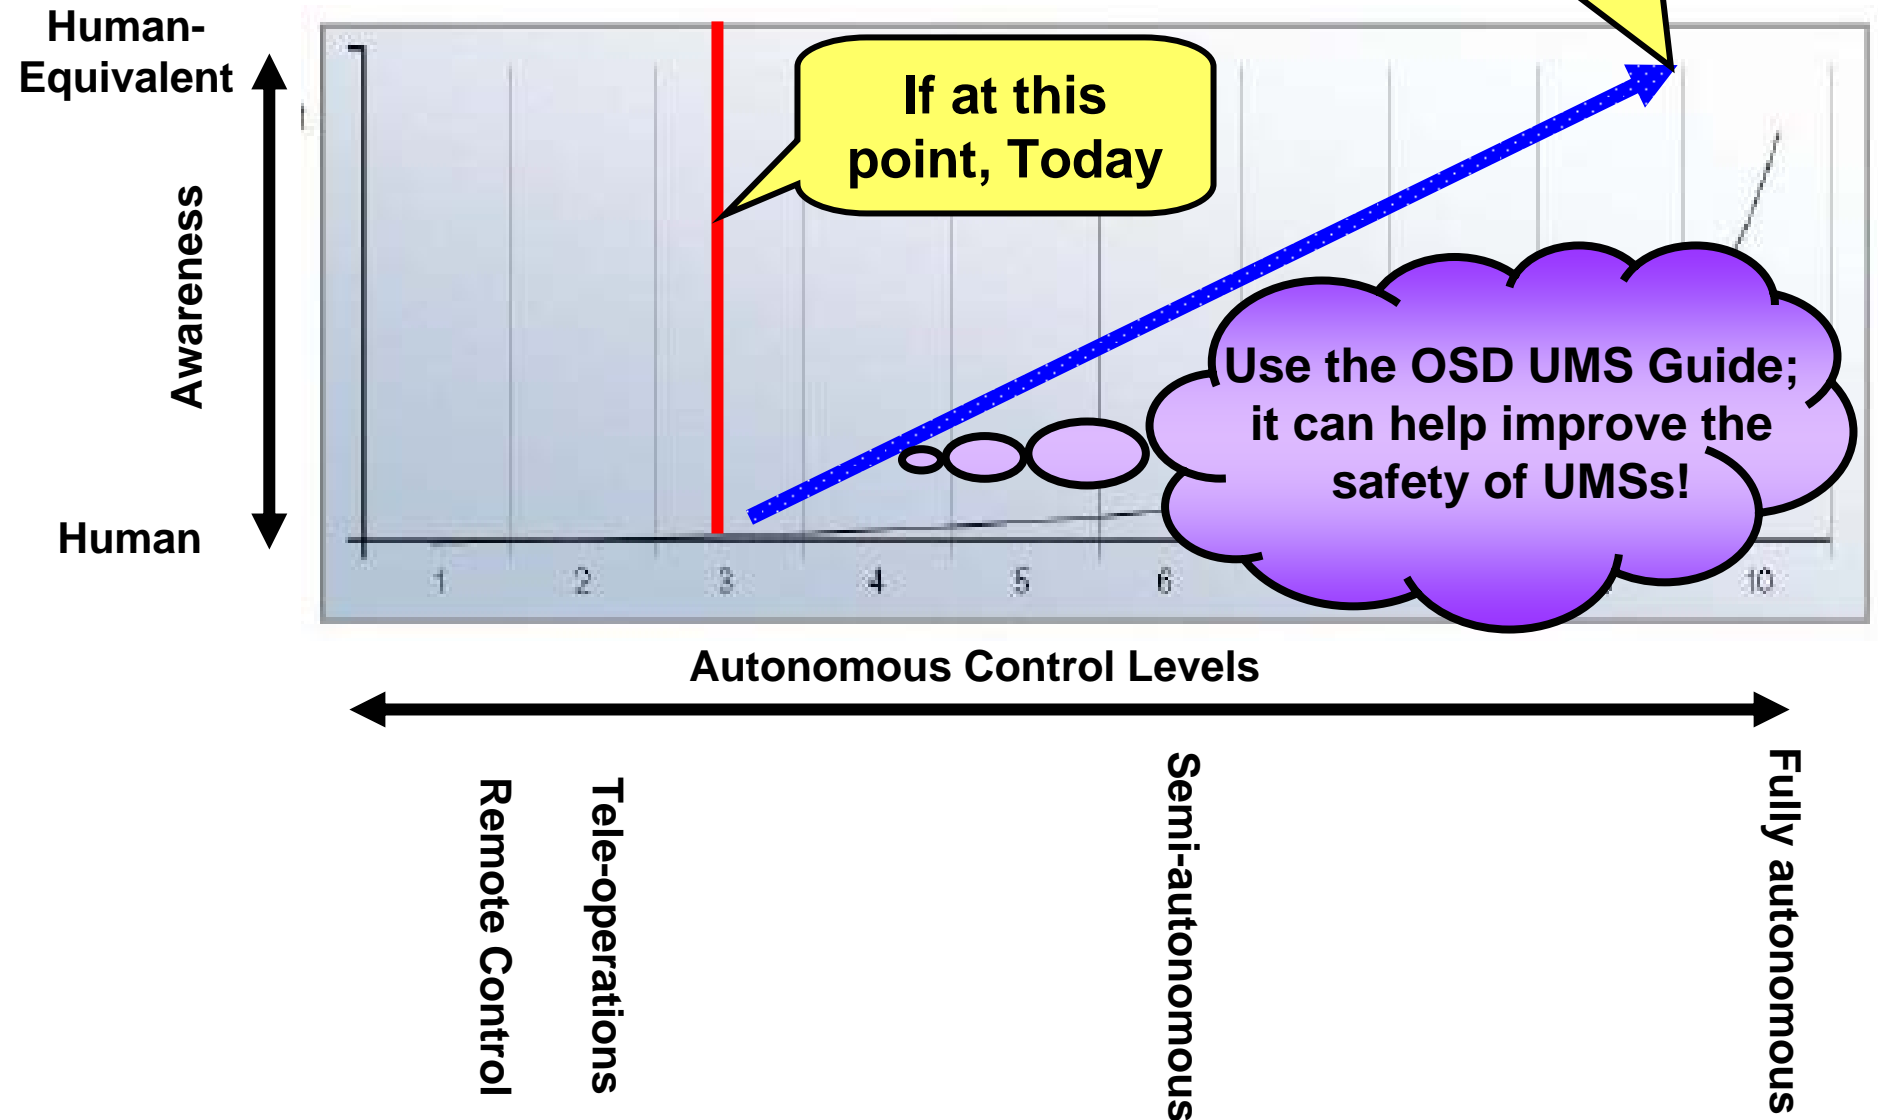 Human-
Equivalent
Awareness
Human
If at this
point, Today
Use the OSD UMS Guide;
it can help improve the
safety of UMSs!
1 2 3 4 5 6 10
Autonomous Control Levels
Remote Control
Tele-operations
Semi-autonomous
Fully autonomous